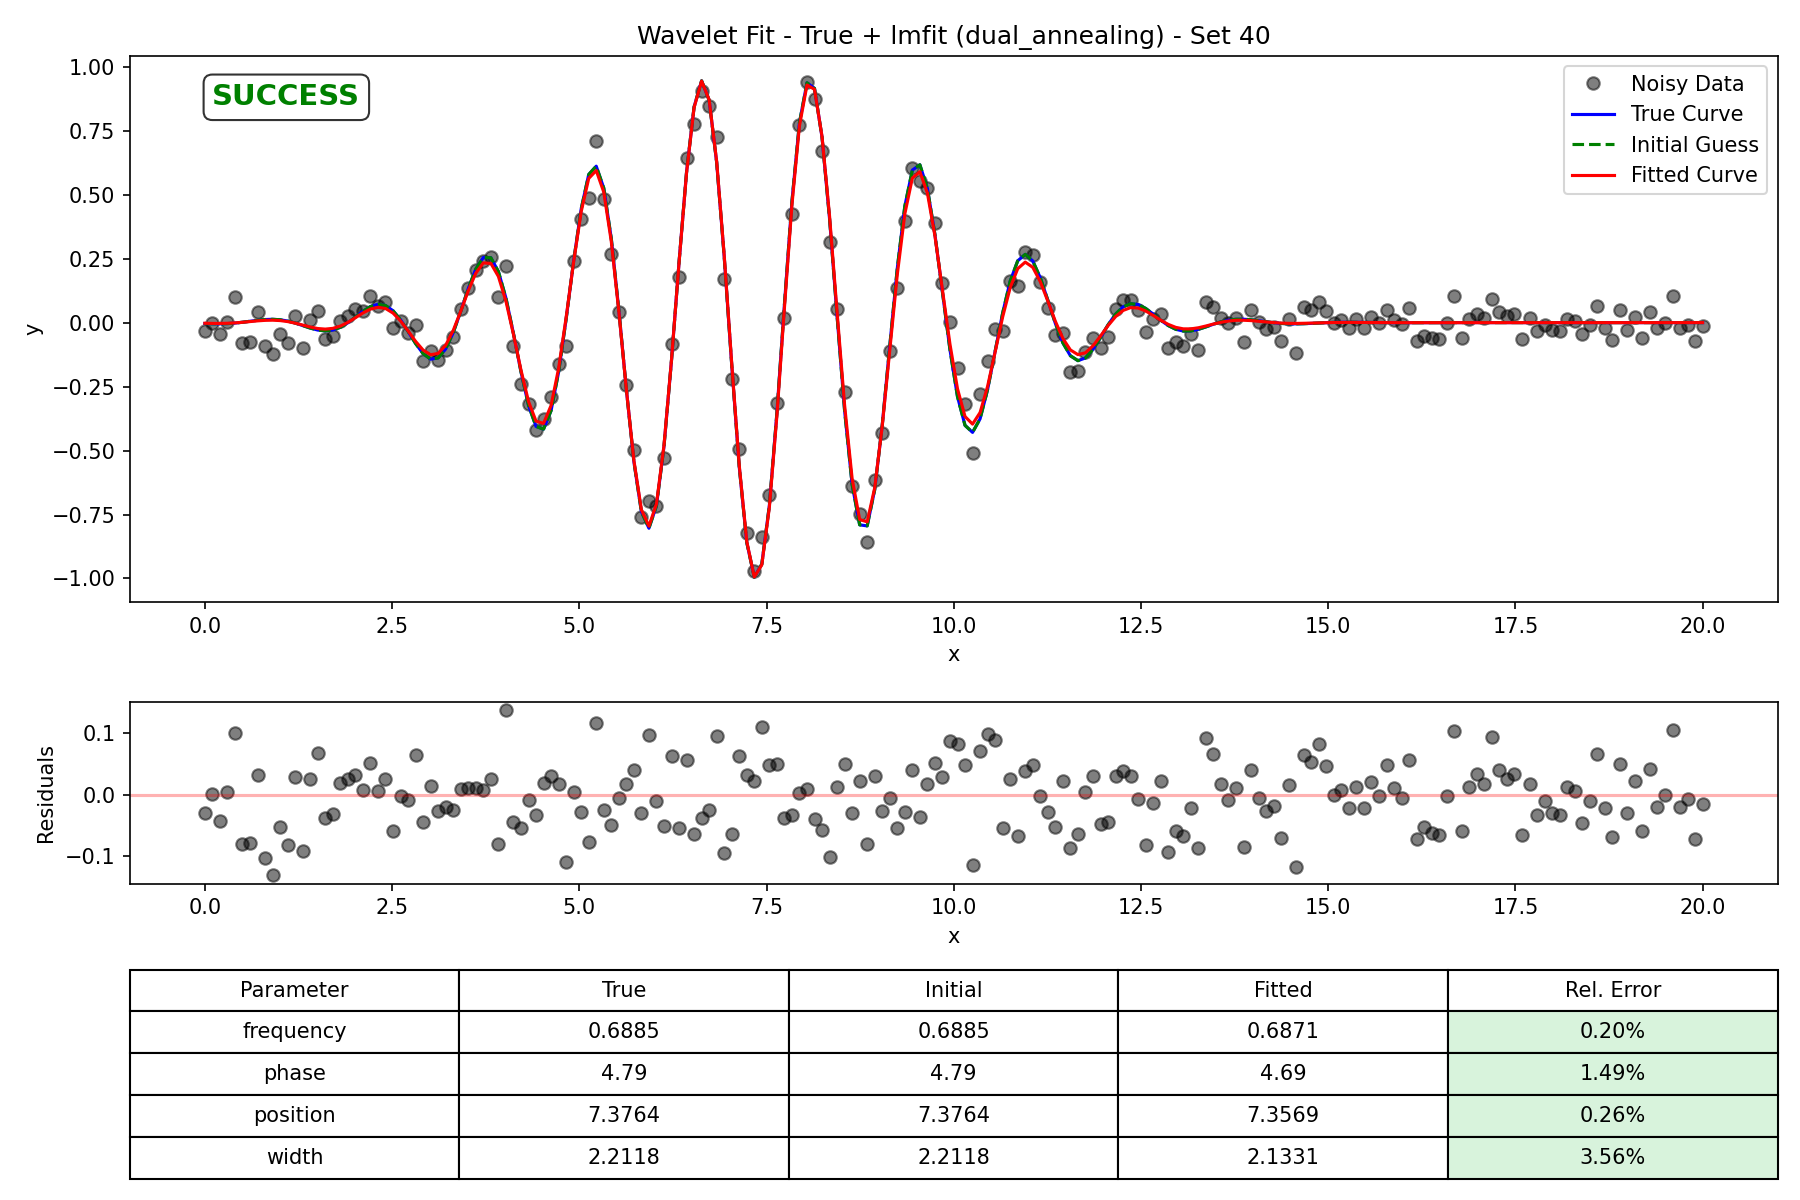 Wavelet Fit - True + lmfit (dual_annealing) - Set 40
SUCCESS
Noisy Data
True Curve
Initial Guess
Fitted Curve
1.00
0.75
0.50
0.25
0.00
−0.25
−0.50
−0.75
−1.00
y
0.0 2.5 5.0 7.5 10.0 12.5 15.0 17.5 20.0
x
0.1
0.0
−0.1
Residuals
0.0 2.5 5.0 7.5 10.0 12.5 15.0 17.5 20.0
x
Parameter True Initial Fitted Rel. Error
frequency 0.6885 0.6885 0.6871 0.20%
phase 4.79 4.79 4.69 1.49%
position 7.3764 7.3764 7.3569 0.26%
width 2.2118 2.2118 2.1331 3.56%